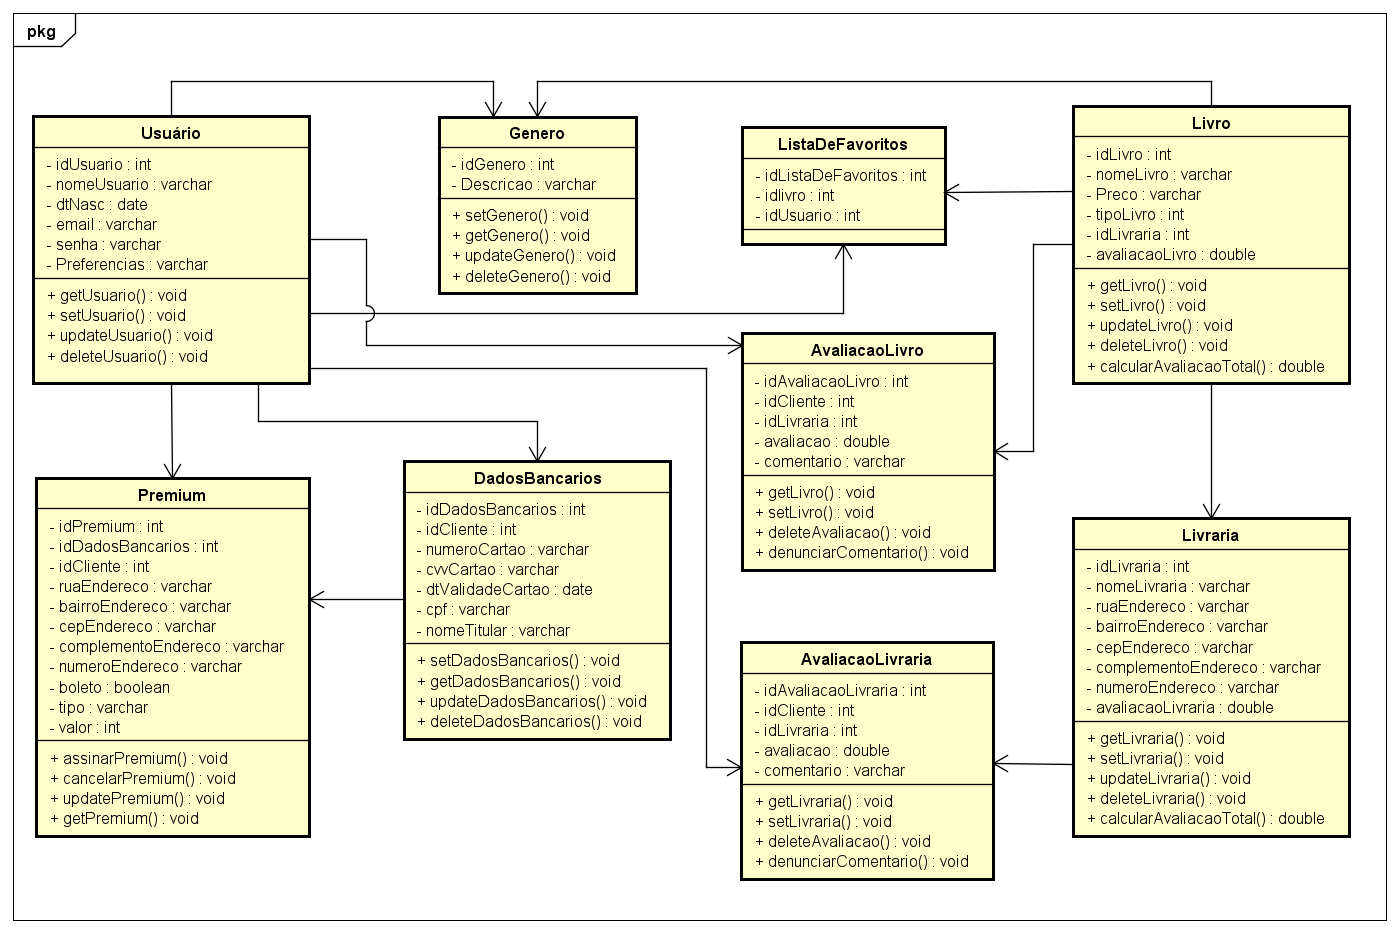 pkg
Usuário
- idUsuario : int
- nomeUsuario : varchar
- dtNasc : date
- email : varchar
- senha : varchar
- Preferencias : varchar
+ getUsuario() : void
+ setUsuario() : void
+ updateUsuario() : void
+ deleteUsuario() : void
Genero
- idGenero : int
- Descricao : varchar
+ setGenero() : void
+ getGenero() : void
+ updateGenero() : void
+ deleteGenero() : void
ListaDeFavoritos
- idListaDeFavoritos : int
- idlivro : int
- idUsuario : int
Livro
- idLivro : int
- nomeLivro : varchar
- Preco : varchar
- tipoLivro : int
- idLivraria : int
- avaliacaoLivro : double
+ getLivro() : void
+ setLivro() : void
+ updateLivro() : void
+ deleteLivro() : void
+ calcularAvaliacaoTotal() : double
AvaliacaoLivro
- idAvaliacaoLivro : int
- idCliente : int
- idLivraria : int
- avaliacao : double
- comentario : varchar
+ getLivro() : void
+ setLivro() : void
+ deleteAvaliacao() : void
+ denunciarComentario() : void
Premium
- idPremium : int
- idDadosBancarios : int
- idCliente : int
- ruaEndereco : varchar
- bairroEndereco : varchar
- cepEndereco : varchar
- complementoEndereco : varchar
- numeroEndereco : varchar
- boleto : boolean
- tipo : varchar
- valor : int
+ assinarPremium() : void
+ cancelarPremium() : void
+ updatePremium() : void
+ getPremium() : void
DadosBancarios
- idDadosBancarios : int
- idCliente : int
- numeroCartao : varchar
- cvvCartao : varchar
- dtValidadeCartao : date
- cpf : varchar
- nomeTitular : varchar
+ setDadosBancarios() : void
+ getDadosBancarios() : void
+ updateDadosBancarios() : void
+ deleteDadosBancarios() : void
AvaliacaoLivraria
- idAvaliacaoLivraria : int
- idCliente : int
- idLivraria : int
- avaliacao : double
- comentario : varchar
+ getLivraria() : void
+ setLivraria() : void
+ deleteAvaliacao() : void
+ denunciarComentario() : void
Livraria
- idLivraria : int
- nomeLivraria : varchar
- ruaEndereco : varchar
- bairroEndereco : varchar
- cepEndereco : varchar
- complementoEndereco : varchar
- numeroEndereco : varchar
- avaliacaoLivraria : double
+ getLivraria() : void
+ setLivraria() : void
+ updateLivraria() : void
+ deleteLivraria() : void
+ calcularAvaliacaoTotal() : double